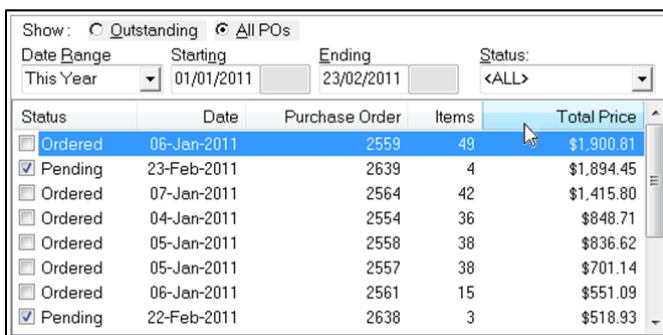 Show: Outstanding All POs
Date Range Starting Ending Status:
This Year 01/01/2011 23/02/2011 <ALL>
Status Date Purchase Order Items Total Price
Ordered 06-Jan-2011 2559 49 $1,900.81
Pending 23-Feb-2011 2639 4 $1,894.45
Ordered 07-Jan-2011 2564 42 $1,415.80
Ordered 04-Jan-2011 2554 36 $848.71
Ordered 05-Jan-2011 2558 38 $836.62
Ordered 05-Jan-2011 2557 38 $701.14
Ordered 06-Jan-2011 2561 15 $551.09
Pending 22-Feb-2011 2638 3 $518.93